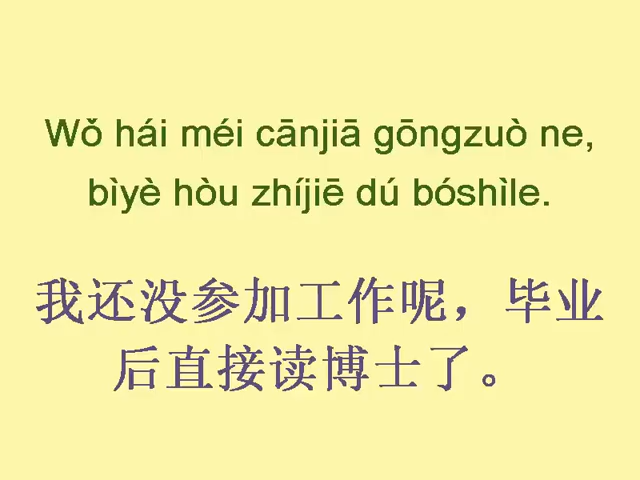 Wǒ hái méi cānjiā gōngzuò ne,
bìyè hòu zhíjiē dú bóshìle.
我还没参加工作呢，毕业
后直接读博士了。